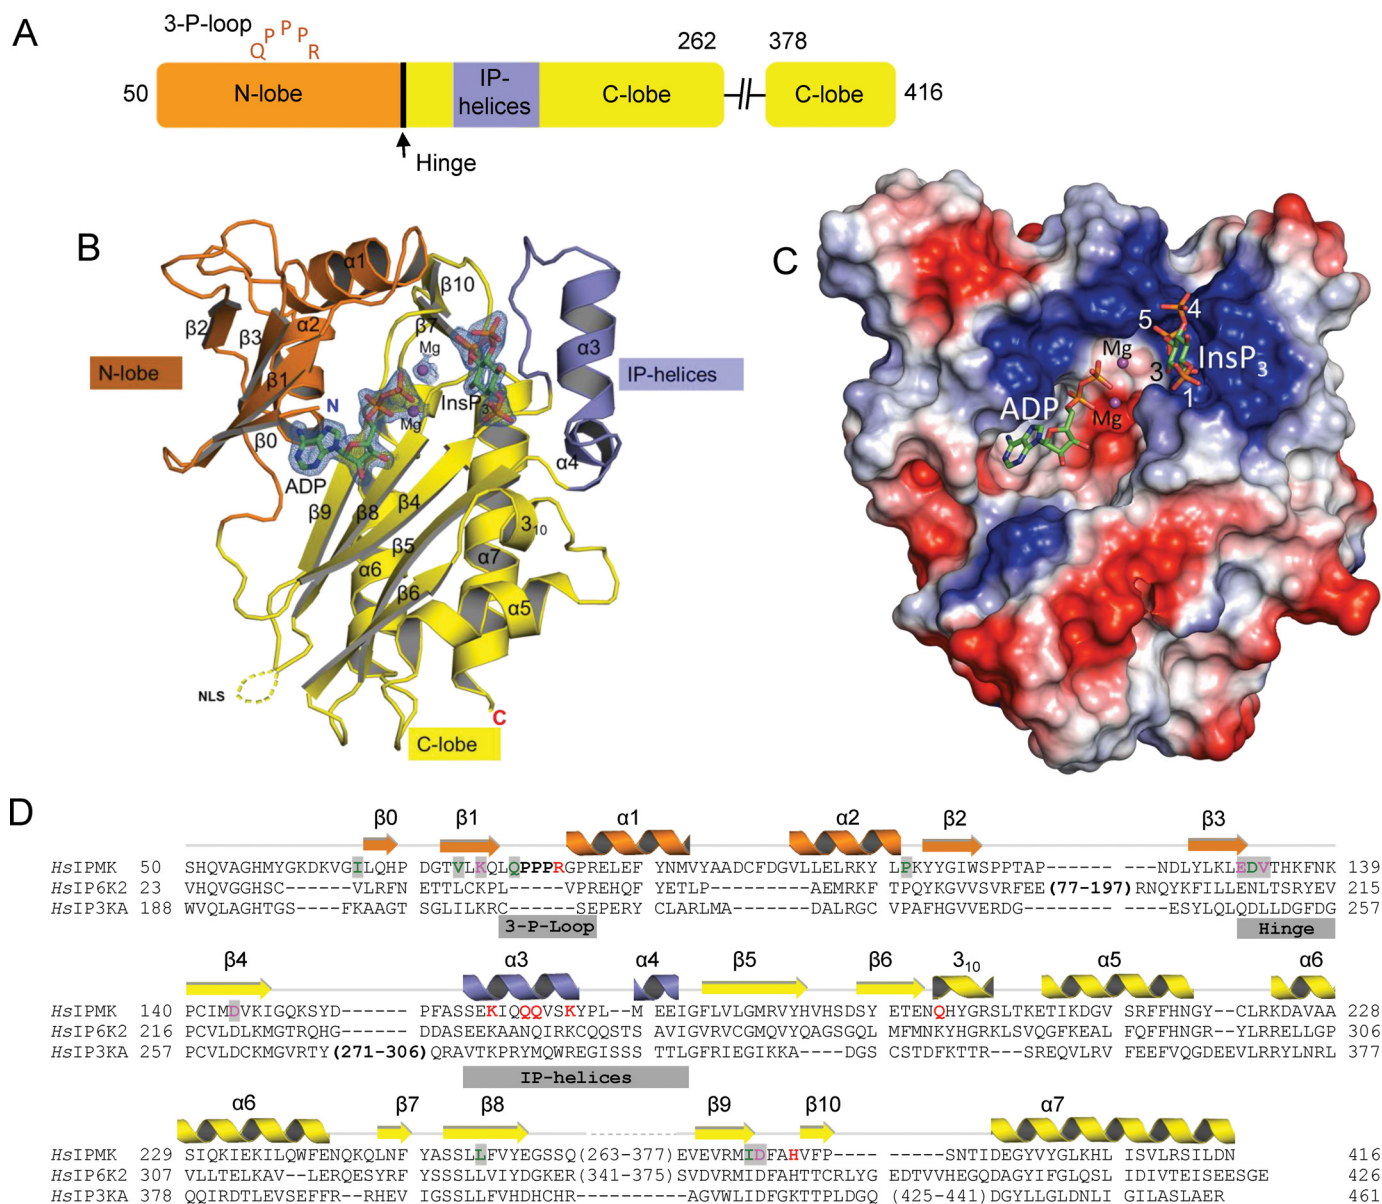 A
3-P-loop
Q P P P R
50
N-lobe
IP-helices
C-lobe
262
378
C-lobe
416
Hinge
B
α1
β10
β2
β3
α2
β7
Mg
α3
N-lobe
β1
IP-helices
N
InsP3
Mg
β0
α4
ADP
β9
β8
β4
3₁₀
β5
α7
α6
β6
α5
NLS
C
C-lobe
C
4
5
Mg
InsP3
3
1
ADP
Mg
D
β0 β1 α1 α2 β2 β3
HsIPMK 50 SHQVAGHMYGKDKVGILQHP DGTVLKQLQPPPRGPRELEF YNMVYAADCFDGVLLELRKY LPKYYGIWSPPTAP------- -- ---NDLYLKLEDVTHKFNK 139
HsIP6K2 23 VHQVGGHSC-----VLRFNE TTLCKPL------VPREHQF YETLP------AEMRKF TPQYKGVVSVRFEE(77-197)RNQYKFILLENLTSRYEV 215
HsIP3KA 188 WVQLAGHTGS----FKAAGT SGLILKRC-----SEPERY CLARLMA-----DALRGC VPAFHGVVERDG------- -- ---ESYLQLQDLLDGFDG 257
3-P-Loop
Hinge
β4 α3 α4 β5 β6 3₁₀ α5 α6
HsIPMK 140 PCIMDVKIGQKSYD------ --PFASSEKIQQQVSKYPL--M EEIGFLVLGMRVYHVHSDSY ETENQHYGRSLTKETIKDGV SRFFHNGY--CLRKDAVAA 228
HsIP6K2 216 PCVLDLKMGTRQHG------ --DDASEEKAANQIRKCQQSTS AVIGVRVCGMQVYQAGSGQL MFMNKYHGRKLSVQGFKEAL FQFFHNGR--YLRRELLGP 306
HsIP3KA 257 PCVLDCKMGVRTY(271-306)QRAVTKPRYMQWREGISSS TTLGFRIEGIKKA----DGS CSTDFKTTR---SREQVLRV FEEFVQGDEEVLRRYLNRL 377
IP-helices
α6 β7 β8 β9 β10 α7
HsIPMK 229 SVIQKILQWFENQKQLNFY FYASSLLFVYEGSSQ(263-377)EVEVRMIDFAHVFP------ ----SNTIDEGYVYGLKHL ISVLRSILDN 416
HsIP6K2 307 VLLTELKAV---LERQESYRF YSSSLLVIYDGK(341-375)DVRMIDFAHTTCRLYG EDTVVHEGQDAGYIFGLQSL IDIVTEISEESGE 426
HsIP3KA 378 QQIRDTLEVSEFFR-RHEV IGSSLLFVHDHCHR--------AGVWLIDFGKTTPLDGQ (425-441)DGYLLGLDNLI GILASLAER 461